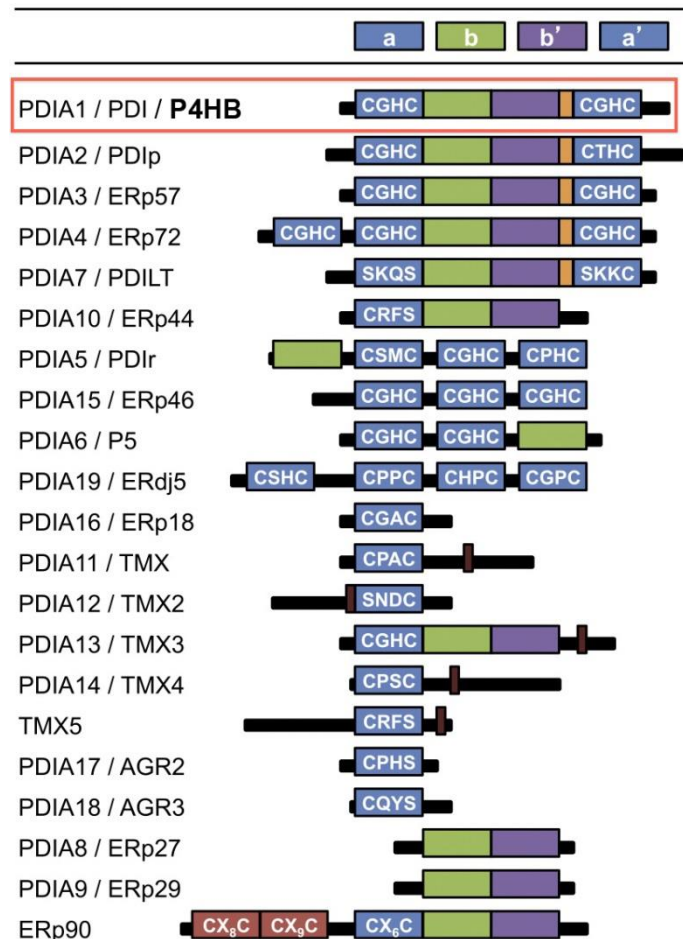 a b b' a'
PDIA1 / PDI / P4HB CGHC CGHC
PDIA2 / PDIp CGHC CTHC
PDIA3 / ERp57 CGHC CGHC
PDIA4 / ERp72 CGHC CGHC CGHC
PDIA7 / PDILT SKQS SKKC
PDIA10 / ERp44 CRFS
PDIA5 / PDIr CSMC CGHC CPHC
PDIA15 / ERp46 CGHC CGHC CGHC
PDIA6 / P5 CGHC CGHC
PDIA19 / ERdj5 CSHC CPPC CHPC CGPC
PDIA16 / ERp18 CGAC
PDIA11 / TMX CPAC
PDIA12 / TMX2 SNDC
PDIA13 / TMX3 CGHC
PDIA14 / TMX4 CPSC
TMX5 CRFS
PDIA17 / AGR2 CPHS
PDIA18 / AGR3 CQYS
PDIA8 / ERp27
PDIA9 / ERp29
ERp90 CX₈C CX₉C CX₆C